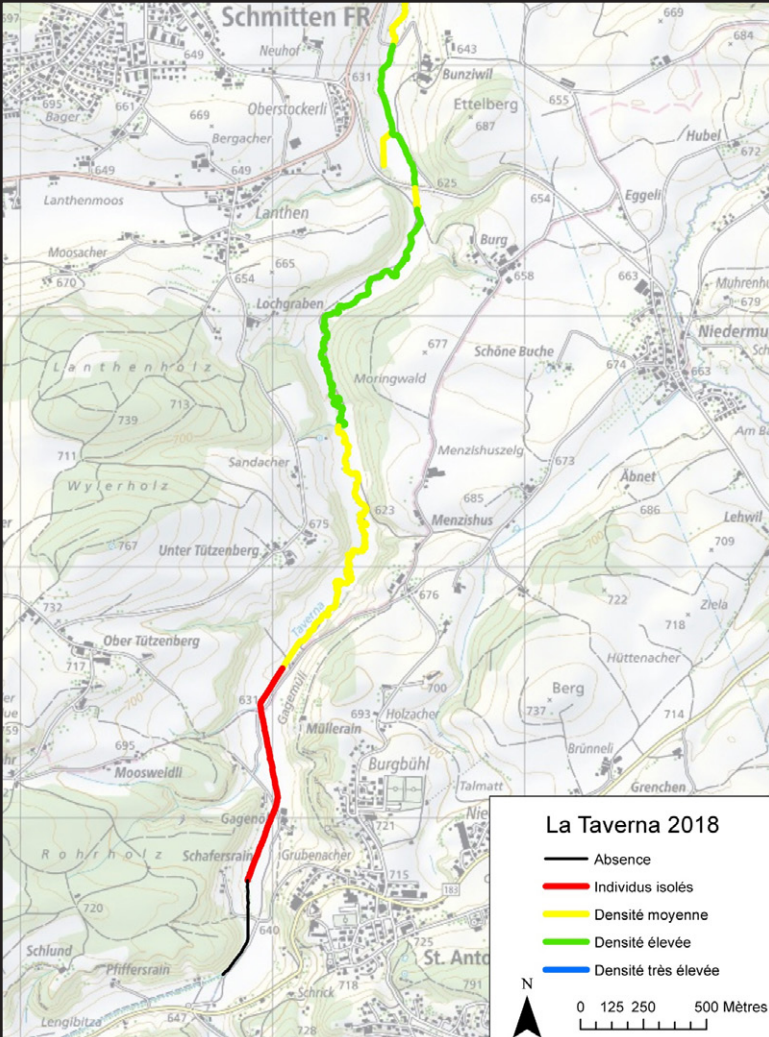 697
Schmitten FR
669
684
Neuhof
649
643
631
Bunziwil
695
661
Oberstockerli
Ettelberg
655
Bager
669
687
Bergacher
Hubel
672
649
649
625
Eggeli
Lanthenmoos
Lanthen
654
Moosacher
Burg
665
670
654
658
663
Lochgraben
679
677
Niedermu
Schöne Buche
674
663
Lanthenholz
Moringwald
713
739
700
711
Menzishuszelg
Am Ba
Sandacher
673
Wylerholz
Äbnet
685
623
686
Lehwil
675
Menzishus
767
Unter Tützenberg
700
709
676
732
722
Ziela
Taverna
718
Ober Tützenberg
Hüttenacher
717
Gagemüli
700
Berg
631
700
693
Holzacher
737
714
759
Müllerain
695
700
Brünneli
Moosweidli
Burgbühl
Talmatt
Grenchen
721
Rohrholz
Schafersrain
Grubenacher
715
183
720
640
725
Schlund
St. Anto
Pfiffersrain
718
791
Schrick
Lengibitza
647
728
La Taverna 2018
Absence
Individus isolés
Densité moyenne
Densité élevée
Densité très élevée
N
0 125 250 500 Mètres